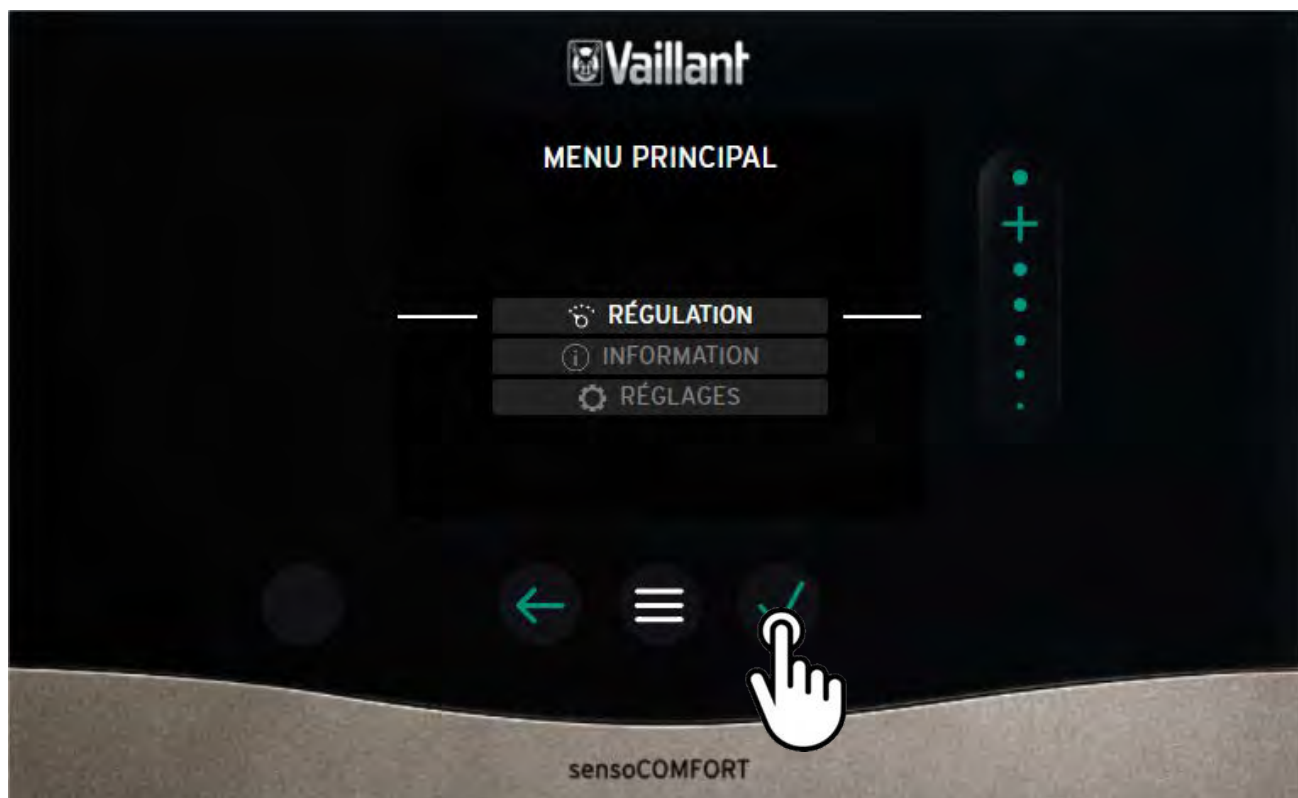 Vaillant
MENU PRINCIPAL
RÉGULATION
INFORMATION
RÉGLAGES
sensoCOMFORT